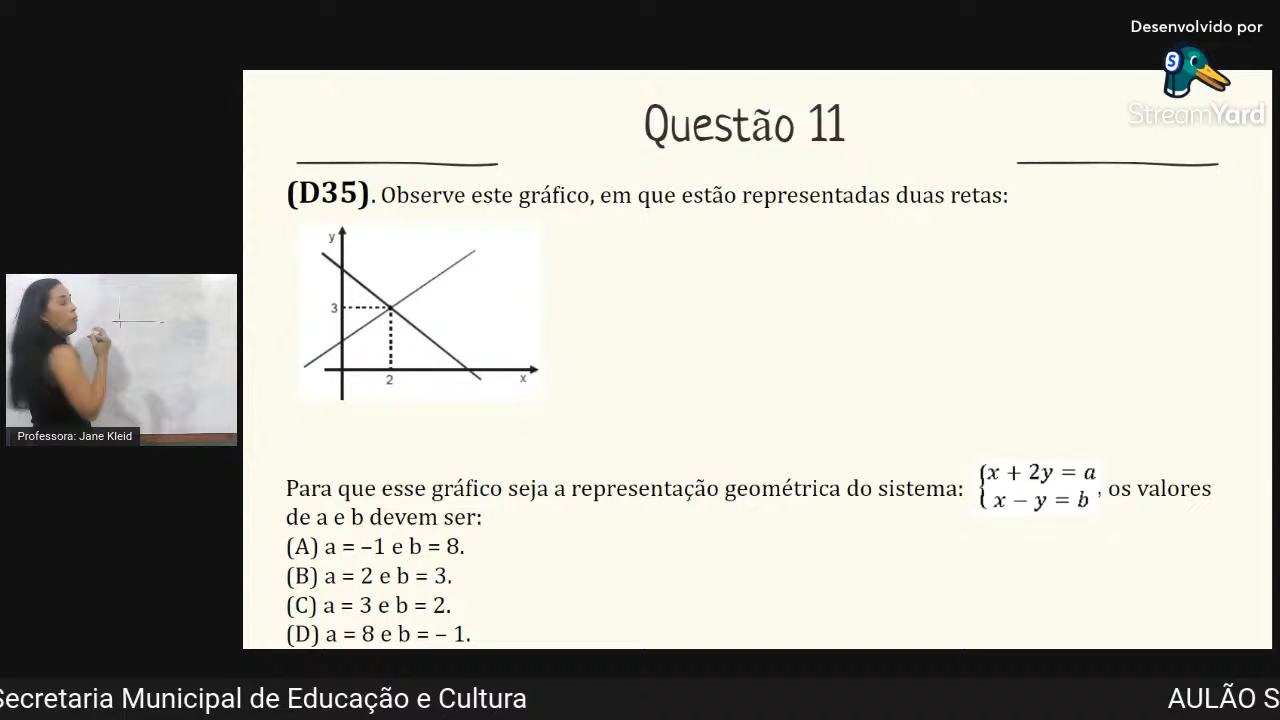 Desenvolvido por
StreamYard
Questão 11
(D35). Observe este gráfico, em que estão representadas duas retas:
y
3
2
x
Professora: Jane Kleid
Para que esse gráfico seja a representação geométrica do sistema: {x + 2y = a
x − y = b, os valores
de a e b devem ser:
(A) a = –1 e b = 8.
(B) a = 2 e b = 3.
(C) a = 3 e b = 2.
(D) a = 8 e b = – 1.
Secretaria Municipal de Educação e Cultura
AULÃO S